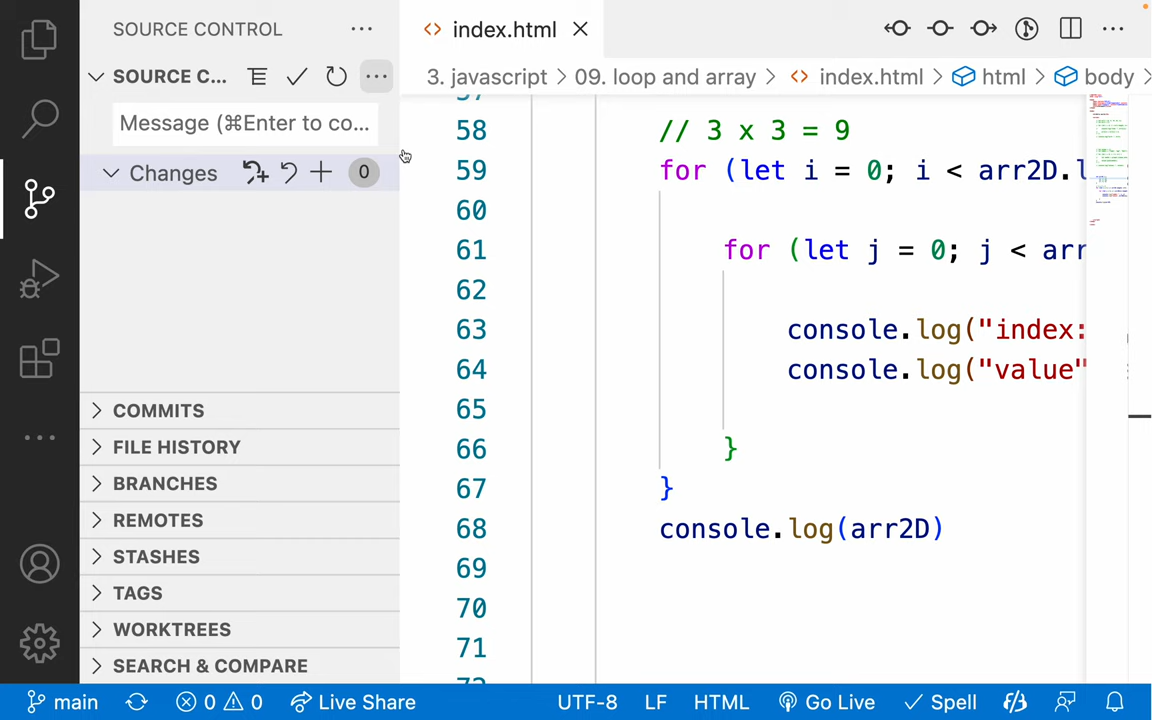 SOURCE CONTROL
SOURCE C...
Message (⌘Enter to co...
Changes
0
COMMITS
FILE HISTORY
BRANCHES
REMOTES
STASHES
TAGS
WORKTREES
SEARCH & COMPARE
index.html
3. javascript > 09. loop and array > index.html > html > body
57
58 // 3 x 3 = 9
59 for (let i = 0; i < arr2D.l
60
61 for (let j = 0; j < arr
62
63 console.log("index:
64 console.log("value"
65
66 }
67 }
68 console.log(arr2D)
69
70
71
72
main 0 0 Live Share UTF-8 LF HTML Go Live Spell